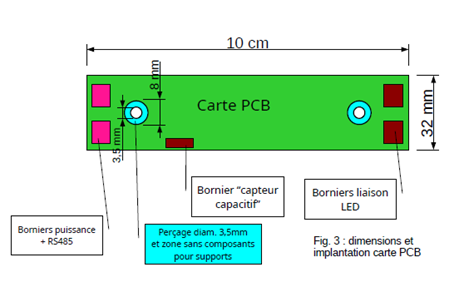 10 cm
8 mm
Carte PCB
3,5 mm
32 mm
Bornier “capteur
capacitif”
Borniers liaison
LED
Borniers puissance
+ RS485
Perçage diam. 3,5mm
et zone sans composants
pour supports
Fig. 3 : dimensions et
implantation carte PCB